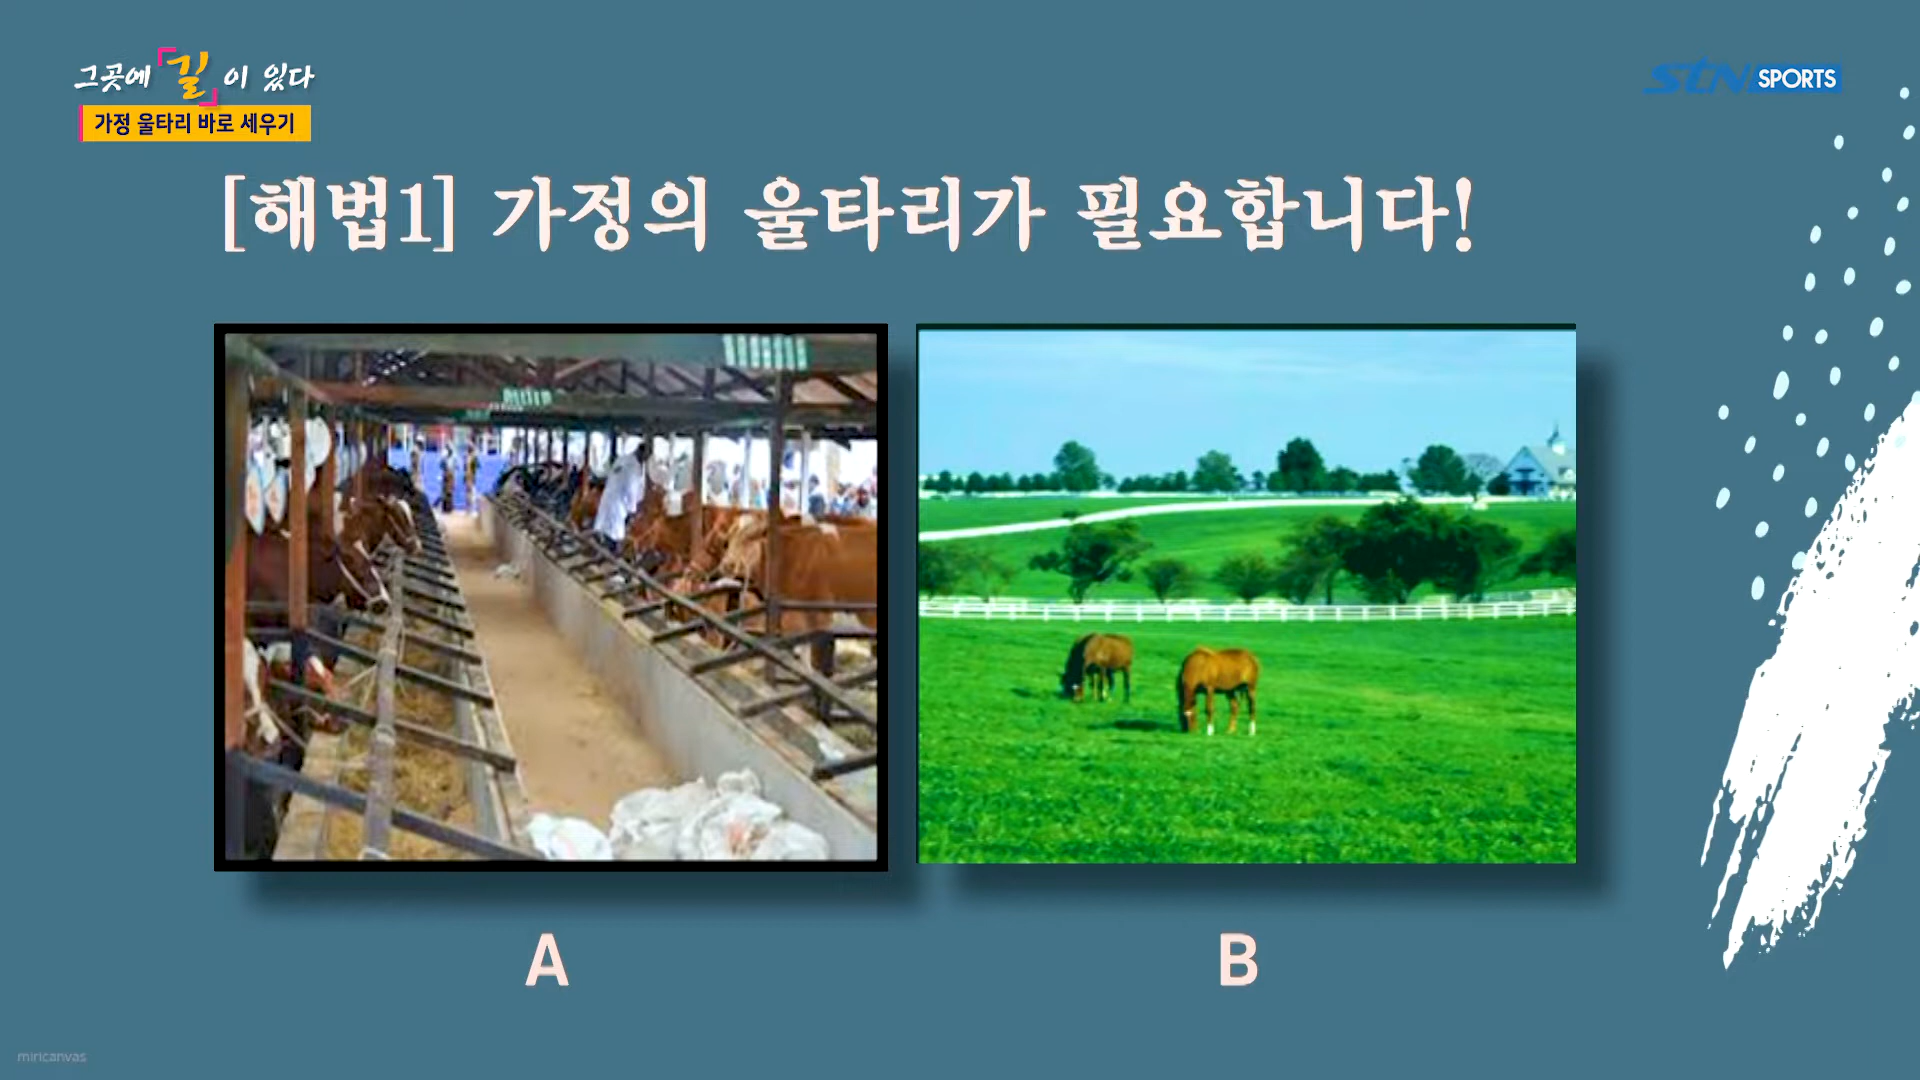 그곳에 「길」이 있다
가정 울타리 바로 세우기
STN SPORTS
[해법1] 가정의 울타리가 필요합니다!
A
B
miricanvas